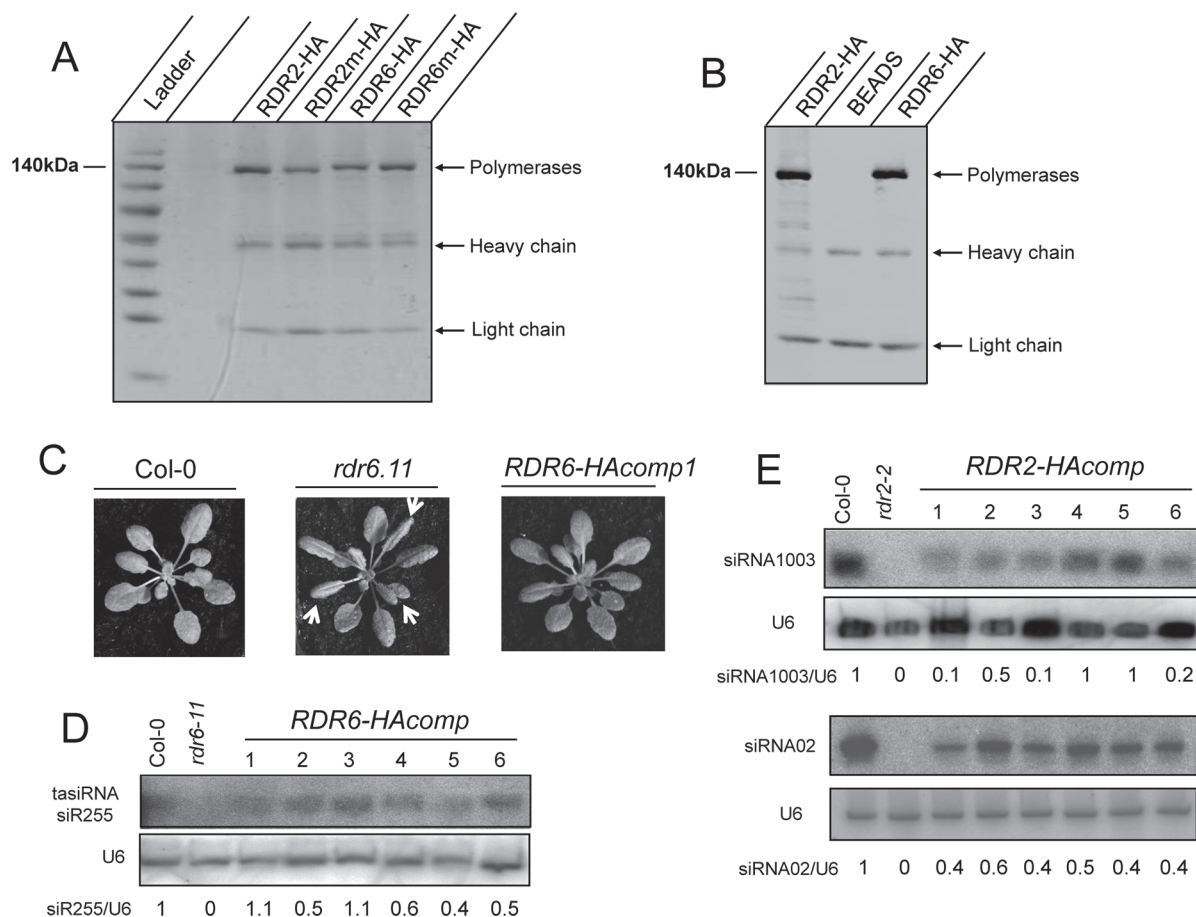 A
Ladder
RDR2-HA
RDR2m-HA
RDR6-HA
RDR6m-HA
140kDa
Polymerases
Heavy chain
Light chain
B
RDR2-HA
BEADS
RDR6-HA
140kDa
Polymerases
Heavy chain
Light chain
C
Col-0
rdr6.11
RDR6-HAcomp1
D
Col-0
rdr6-11
RDR6-HAcomp
1 2 3 4 5 6
tasiRNA
siR255
U6
siR255/U6 1 0 1.1 0.5 1.1 0.6 0.4 0.5
E
Col-0
rdr2-2
RDR2-HAcomp
1 2 3 4 5 6
siRNA1003
U6
siRNA1003/U6 1 0 0.1 0.5 0.1 1 1 0.2
siRNA02
U6
siRNA02/U6 1 0 0.4 0.6 0.4 0.5 0.4 0.4